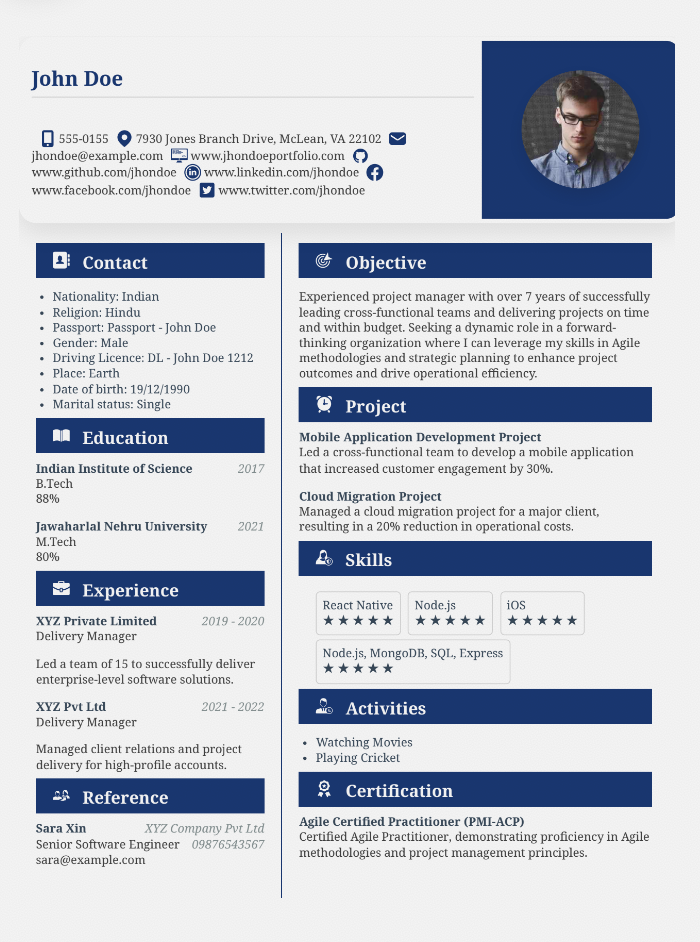 John Doe
555-0155 7930 Jones Branch Drive, McLean, VA 22102
jhondoe@example.com www.jhondoeportfolio.com
www.github.com/jhondoe www.linkedin.com/jhondoe
www.facebook.com/jhondoe www.twitter.com/jhondoe
Contact
• Nationality: Indian
• Religion: Hindu
• Passport: Passport - John Doe
• Gender: Male
• Driving Licence: DL - John Doe 1212
• Place: Earth
• Date of birth: 19/12/1990
• Marital status: Single
Education
Indian Institute of Science 2017
B.Tech
88%
Jawaharlal Nehru University 2021
M.Tech
80%
Experience
XYZ Private Limited 2019 - 2020
Delivery Manager
Led a team of 15 to successfully deliver
enterprise-level software solutions.
XYZ Pvt Ltd 2021 - 2022
Delivery Manager
Managed client relations and project
delivery for high-profile accounts.
Reference
Sara Xin XYZ Company Pvt Ltd
Senior Software Engineer 09876543567
sara@example.com
Objective
Experienced project manager with over 7 years of successfully
leading cross-functional teams and delivering projects on time
and within budget. Seeking a dynamic role in a forward-
thinking organization where I can leverage my skills in Agile
methodologies and strategic planning to enhance project
outcomes and drive operational efficiency.
Project
Mobile Application Development Project
Led a cross-functional team to develop a mobile application
that increased customer engagement by 30%.
Cloud Migration Project
Managed a cloud migration project for a major client,
resulting in a 20% reduction in operational costs.
Skills
React Native Node.js iOS
★★★★★ ★★★★★ ★★★★★
Node.js, MongoDB, SQL, Express
★★★★★
Activities
• Watching Movies
• Playing Cricket
Certification
Agile Certified Practitioner (PMI-ACP)
Certified Agile Practitioner, demonstrating proficiency in Agile
methodologies and project management principles.